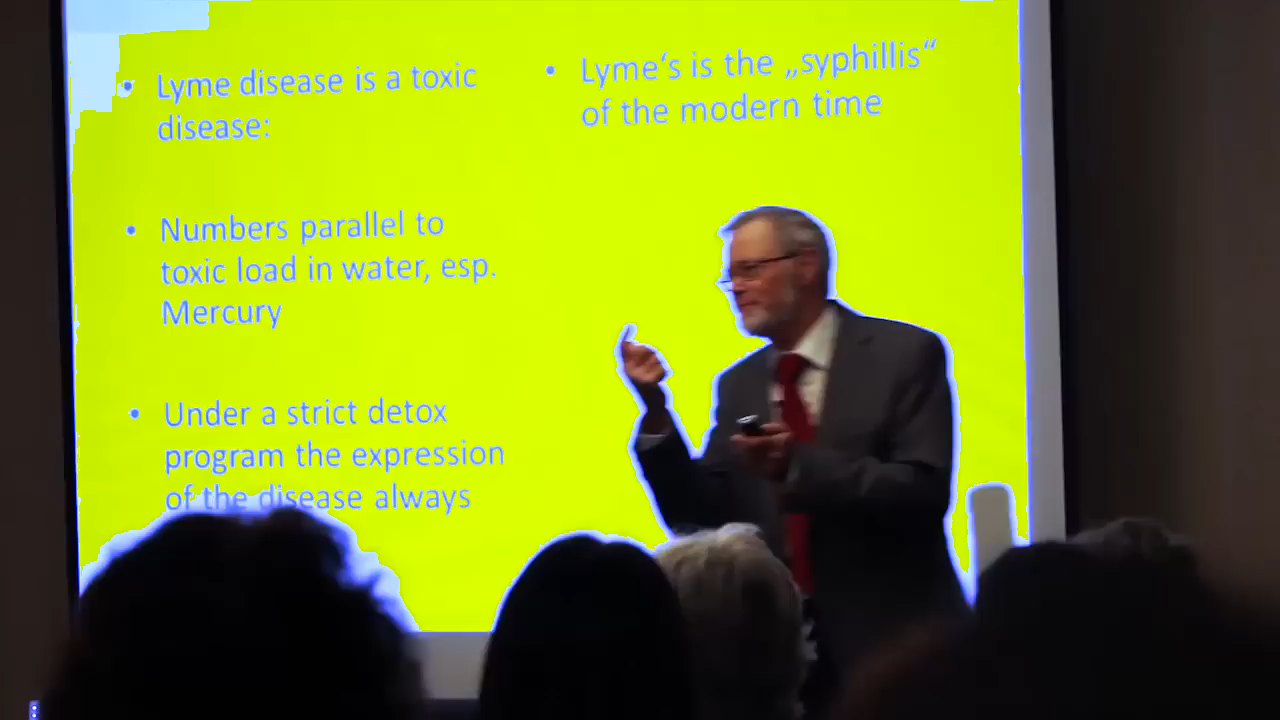 • Lyme disease is a toxic
disease:
• Numbers parallel to
toxic load in water, esp.
Mercury
• Under a strict detox
program the expression
of the disease always
• Lyme‘s is the „syphillis“
of the modern time